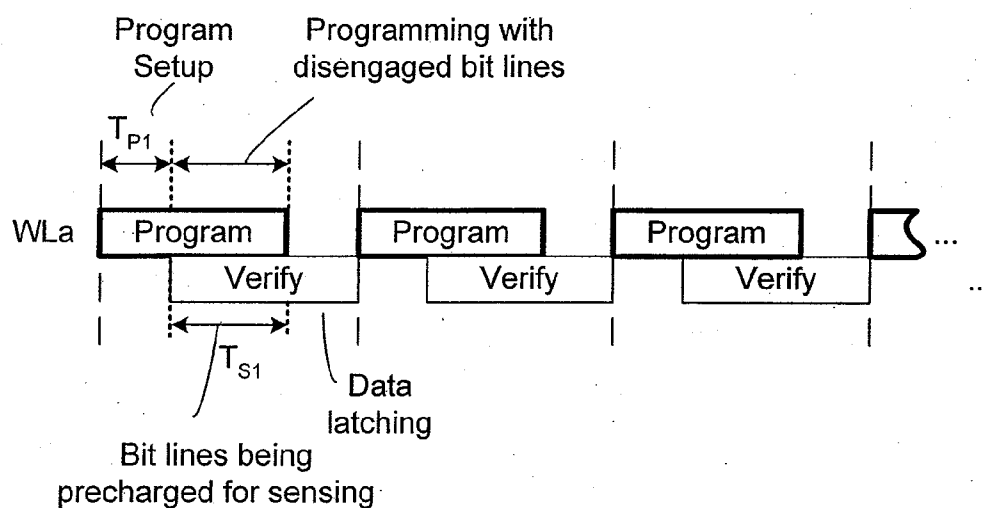 Program
Setup
Programming with
disengaged bit lines
TP1
WLa
Program
Program
Program
...
Verify
Verify
Verify
..
TS1
Data
latching
Bit lines being
precharged for sensing